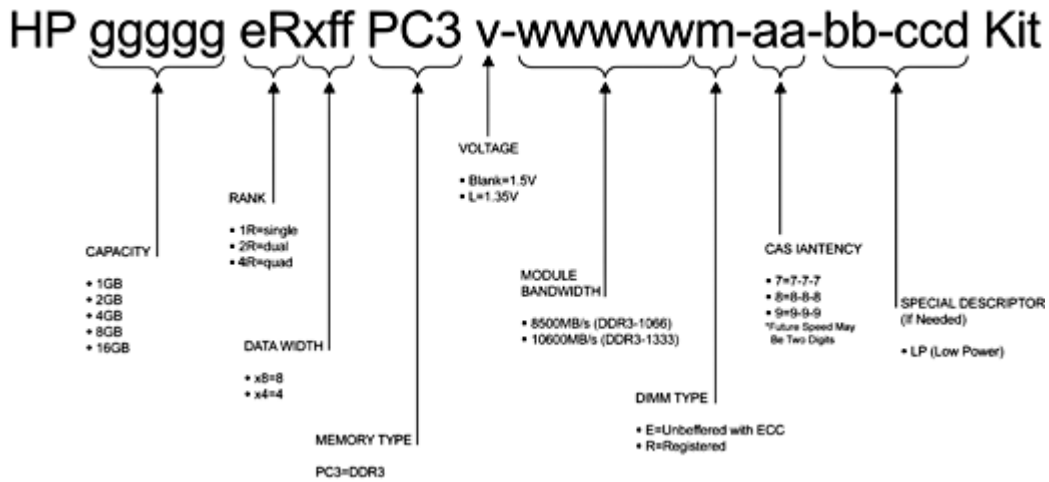 HP ggggg eRxff PC3 v-wwwwwm-aa-bb-ccd Kit
VOLTAGE
▪ Blank=1.5V
▪ L=1.35V
RANK
▪ 1R=single
▪ 2R=dual
▪ 4R=quad
CAPACITY
+ 1GB
+ 2GB
+ 4GB
+ 8GB
+ 16GB
CAS IANTENCY
▪ 7=7-7-7
▪ 8=8-8-8
▪ 9=9-9-9
*Future Speed May
Be Two Digits
MODULE
BANDWIDTH
▪ 8500MB/s (DDR3-1066)
▪ 10600MB/s (DDR3-1333)
SPECIAL DESCRIPTOR
(If Needed)
▪ LP (Low Power)
DATA WIDTH
+ x8=8
+ x4=4
DIMM TYPE
▪ E=Unbeffered with ECC
▪ R=Registered
MEMORY TYPE
PC3=DDR3